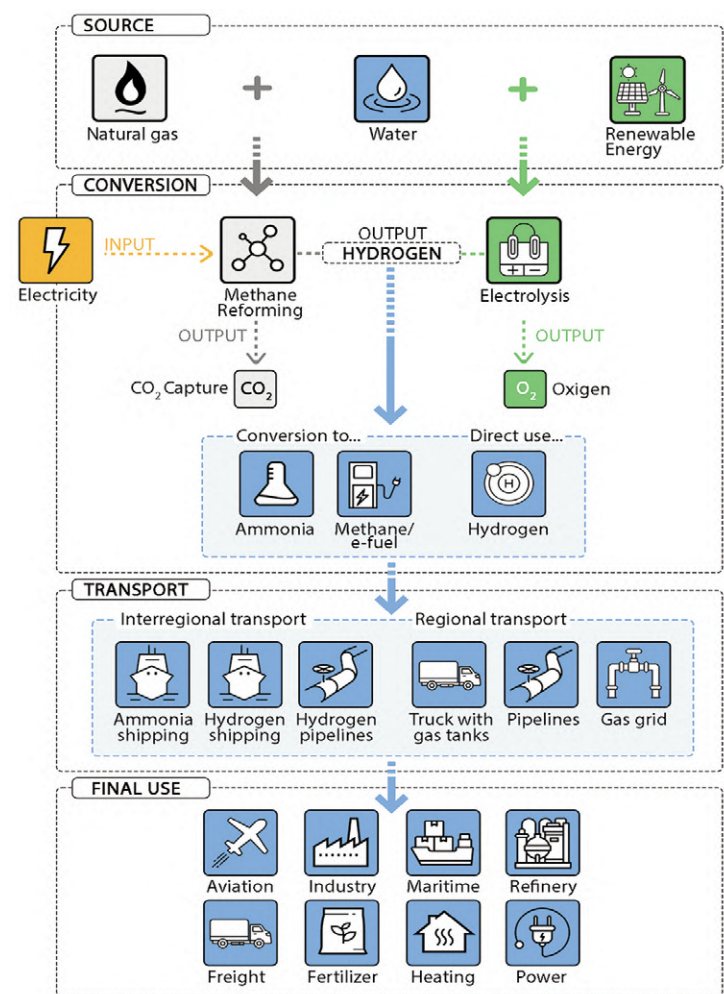 SOURCE
+
+
Natural gas
Water
Renewable
Energy
CONVERSION
INPUT
OUTPUT
HYDROGEN
+ −
Electricity
Methane
Reforming
Electrolysis
OUTPUT
OUTPUT
CO₂ Capture
CO₂
O₂
Oxigen
Conversion to...
Direct use...
H
Ammonia
Methane/
e-fuel
Hydrogen
TRANSPORT
Interregional transport
Regional transport
Ammonia
shipping
Hydrogen
shipping
Hydrogen
pipelines
Truck with
gas tanks
Pipelines
Gas grid
FINAL USE
Aviation
Industry
Maritime
Refinery
Freight
Fertilizer
Heating
Power